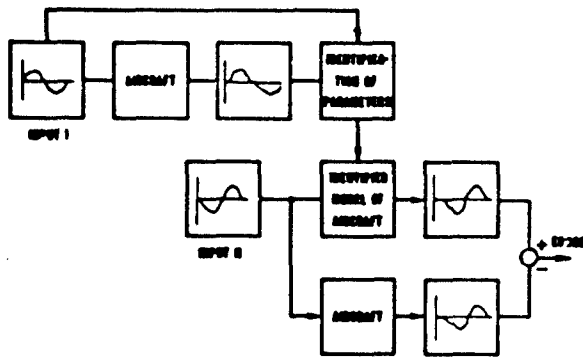 AIRCRAFT
IDENTIFICA-
TION OF
PARAMETERS
INPUT I
IDENTIFIED
MODEL OF
AIRCRAFT
INPUT II
+
ERROR
−
AIRCRAFT